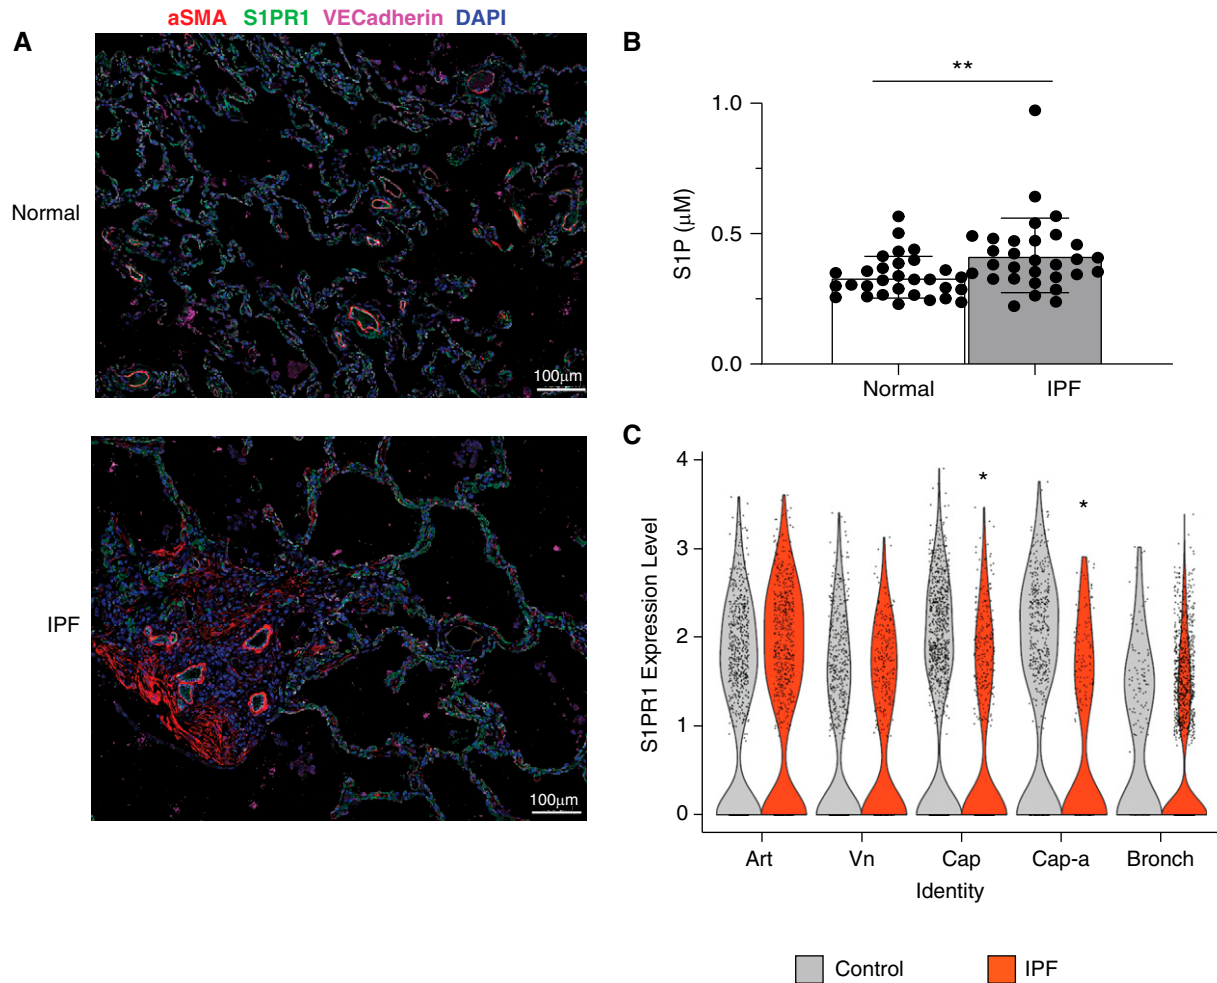 aSMA S1PR1 VECadherin DAPI
A
Normal
100μm
IPF
100μm
B
**
S1P (μM)
1.0
0.5
0.0
Normal IPF
C
S1PR1 Expression Level
4
3
2
1
0
*
*
Art Vn Cap Cap-a Bronch
Identity
Control IPF